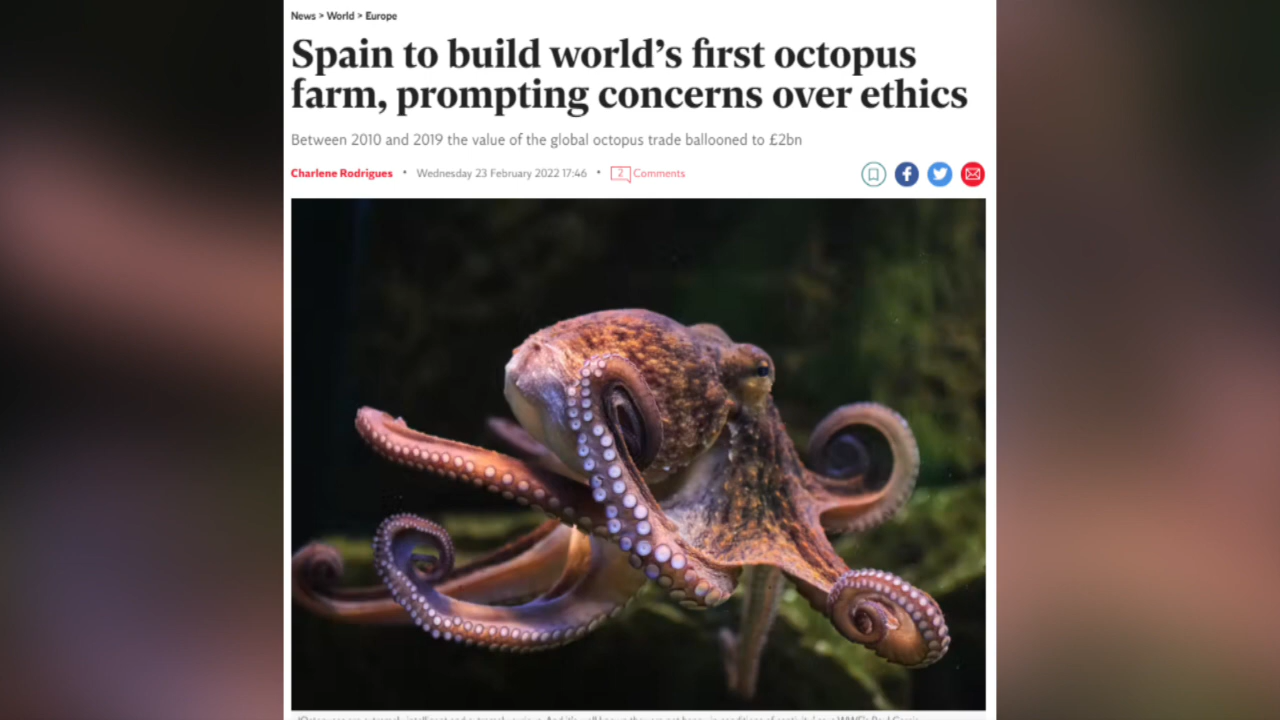 News > World > Europe
Spain to build world's first octopus
farm, prompting concerns over ethics
Between 2010 and 2019 the value of the global octopus trade ballooned to £2bn
Charlene Rodrigues • Wednesday 23 February 2022 17:46 • 2 Comments